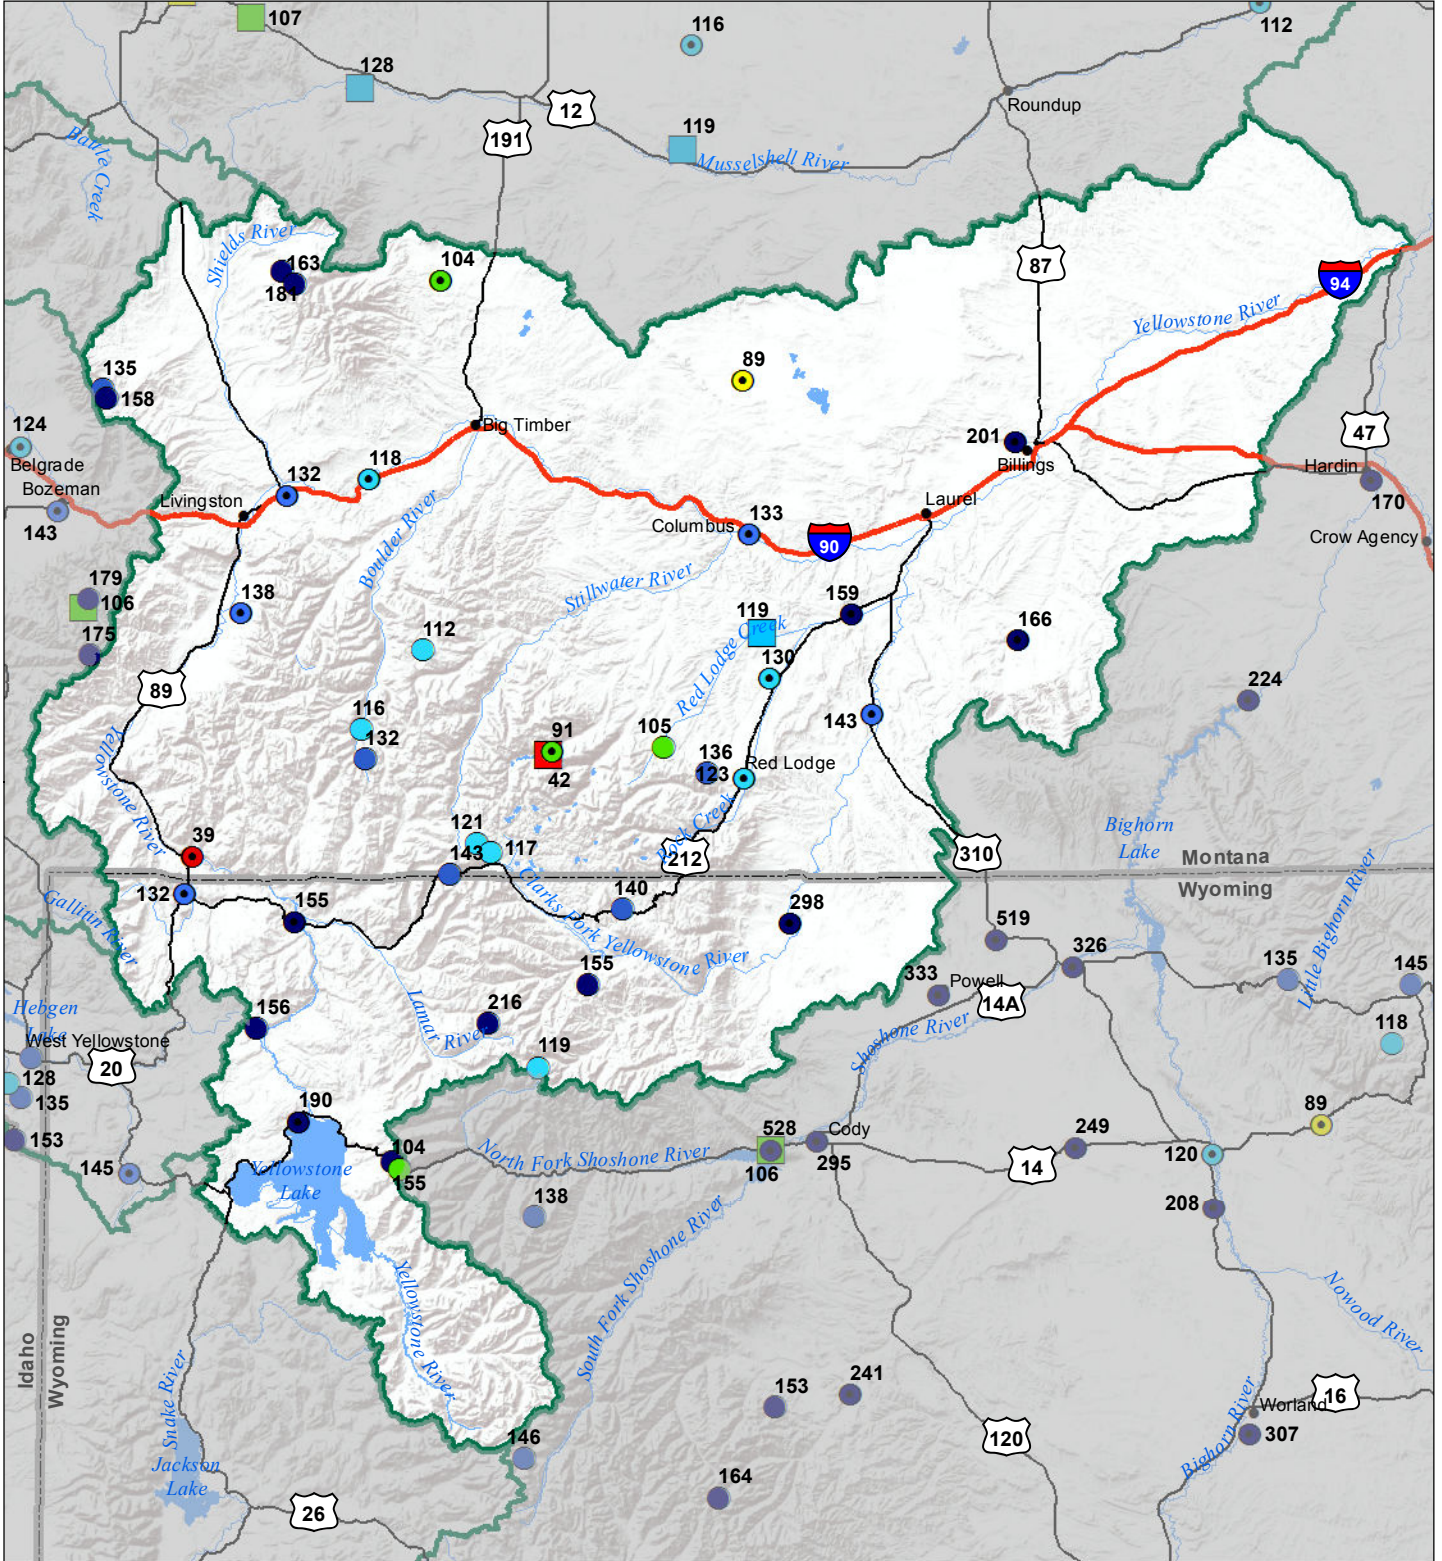 107
116
112
128
12
Roundup
191
119
Musselshell River
Battle Creek
Shields River
163
181
104
87
94
Yellowstone River
135
158
89
124
Belgrade
Bozeman
143
Big Timber
118
132
Livingston
201
Billings
47
Hardin
170
Crow Agency
Laurel
Columbus
133
90
Boulder River
Stillwater River
179
106
175
138
112
119
Red Lodge Creek
159
166
130
224
89
116
132
91
42
105
136
123
Red Lodge
143
Yellowstone River
39
121
117
143
Rock Creek
212
310
Bighorn
Lake
Montana
Wyoming
Little Bighorn River
132
Gallitin River
155
Clarks Fork Yellowstone River
140
298
519
326
333
Powell
14A
135
145
118
Hebgen
Lake
West Yellowstone
20
156
Lamar River
216
155
119
Shoshone River
128
135
153
145
190
Yellowstone
Lake
104
155
North Fork Shoshone River
528
106
Cody
295
14
249
89
120
208
138
South Fork Shoshone River
Yellowstone River
Nowood River
Idaho
Wyoming
Snake River
Jackson
Lake
26
146
153
241
164
120
Bighorn River
Worland
16
307